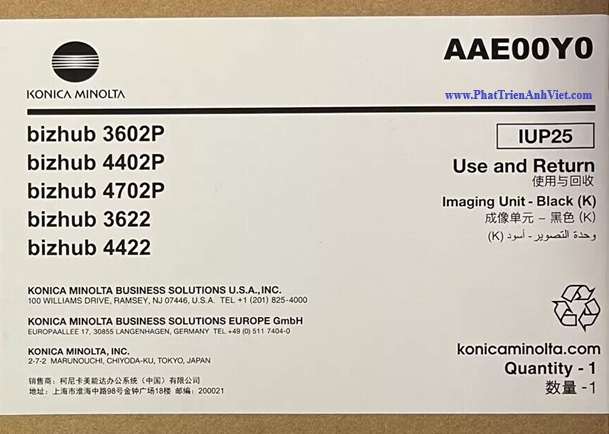 KONICA MINOLTA
AAE00Y0
www.PhatTrienAnhViet.com
bizhub 3602P
bizhub 4402P
bizhub 4702P
bizhub 3622
bizhub 4422
IUP25
Use and Return
使用与回收
Imaging Unit - Black (K)
成像单元 – 黑色 (K)
وحدة التصوير - أسود (K)
KONICA MINOLTA BUSINESS SOLUTIONS U.S.A., INC.
100 WILLIAMS DRIVE, RAMSEY, NJ 07446, U.S.A. TEL +1 (201) 825-4000
KONICA MINOLTA BUSINESS SOLUTIONS EUROPE GmbH
EUROPAALLEE 17, 30855 LANGENHAGEN, GERMANY TEL +49 (0) 511 7404-0
KONICA MINOLTA, INC.
2-7-2 MARUNOUCHI, CHIYODA-KU, TOKYO, JAPAN
销售商: 柯尼卡美能达办公系统（中国）有限公司
地址: 上海市淮海中路98号金钟广场18楼 邮编: 200021
konicaminolta.com
Quantity - 1
数量 -1